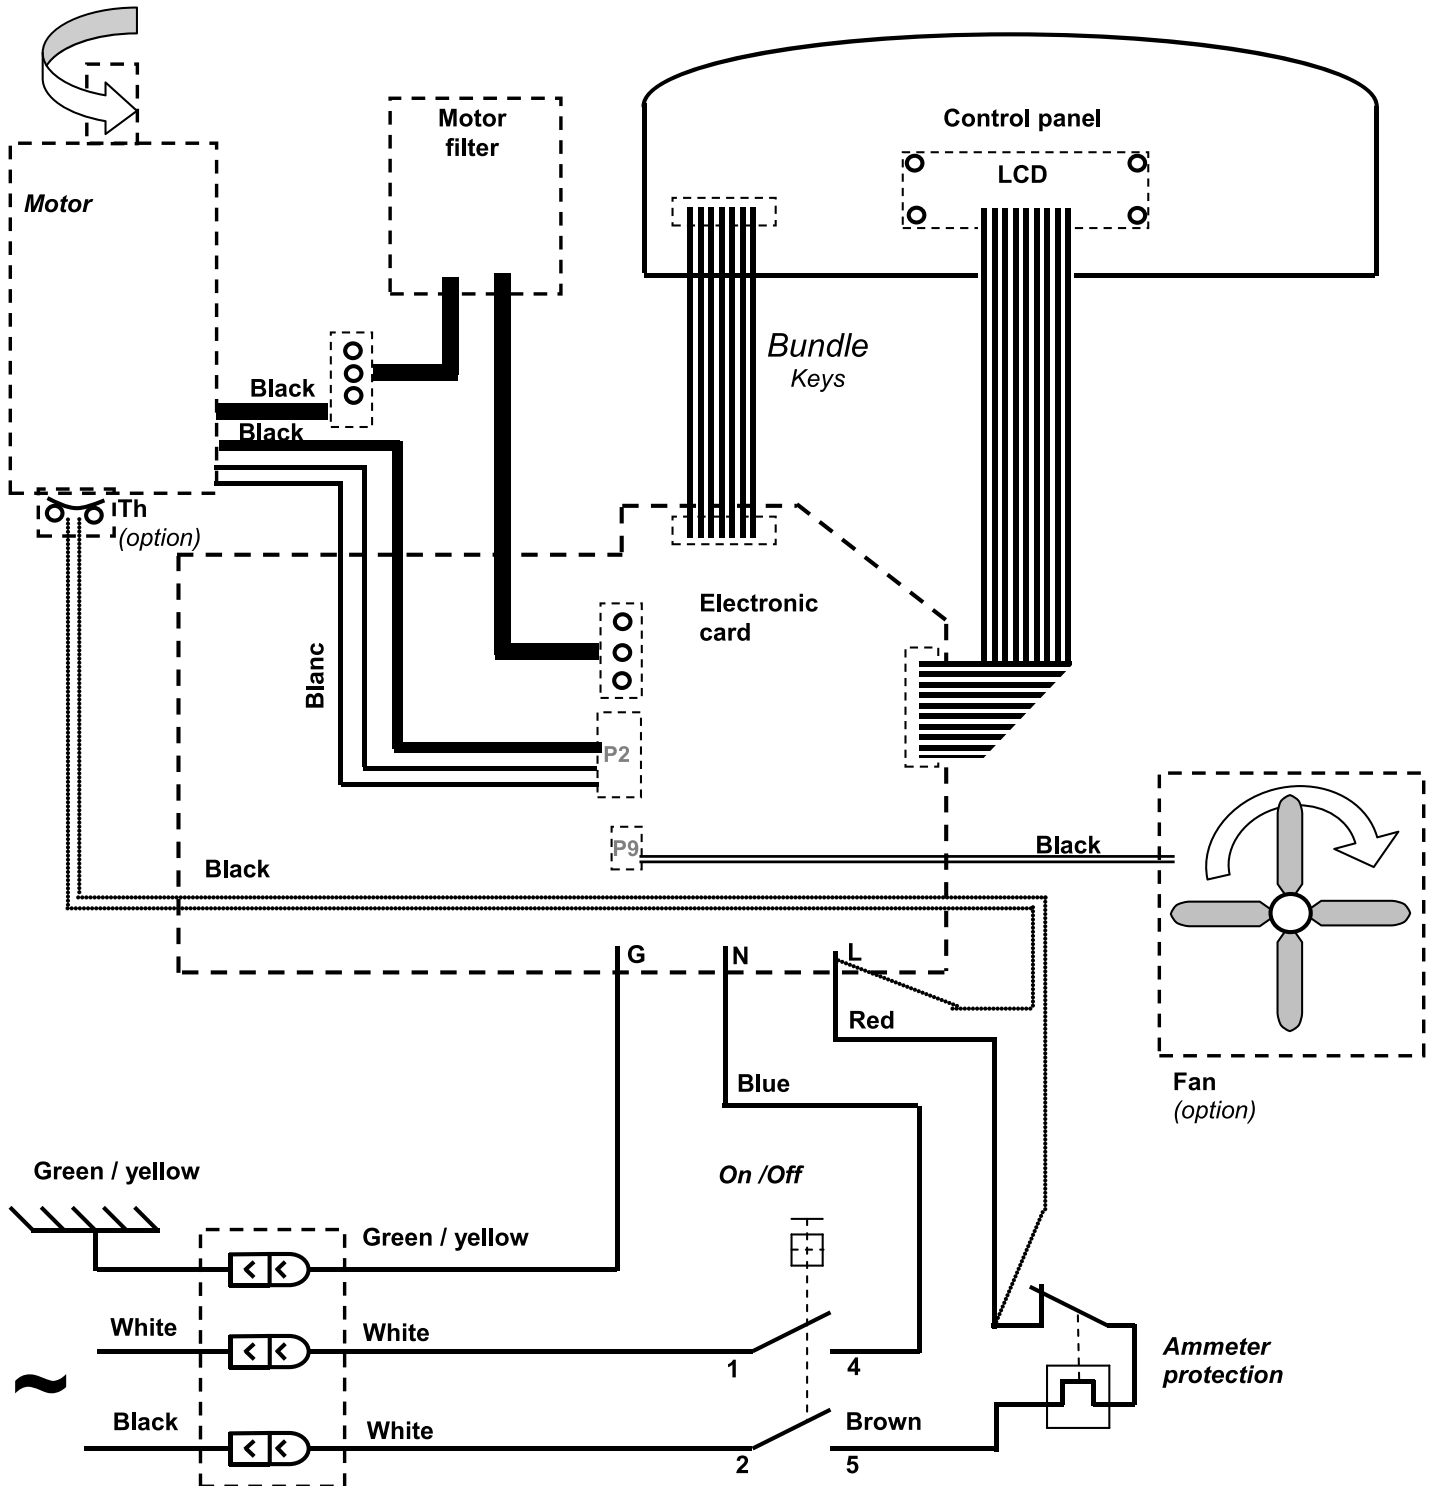 Motor
filter
Control panel
LCD
Motor
Bundle
Keys
Black
Black
Th
(option)
Electronic
card
Blanc
P2
P9
Black
Black
G
N
L
Red
Blue
Fan
(option)
Green / yellow
On /Off
Green / yellow
White
White
1
4
Ammeter
protection
~
Black
White
Brown
2
5